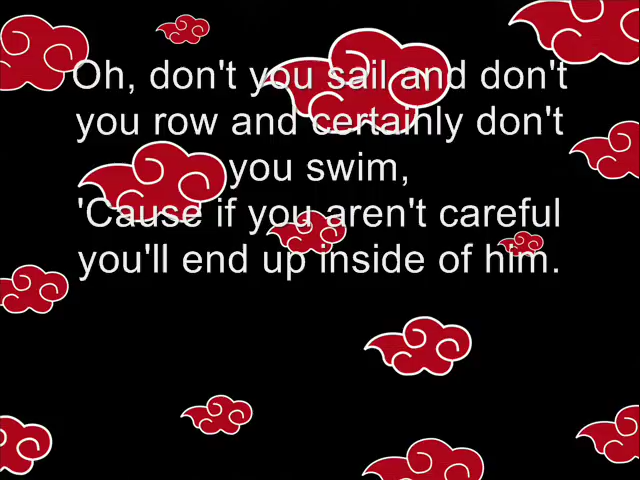 Oh, don't you sail and don't
you row and certainly don't
you swim,
'Cause if you aren't careful
you'll end up inside of him.